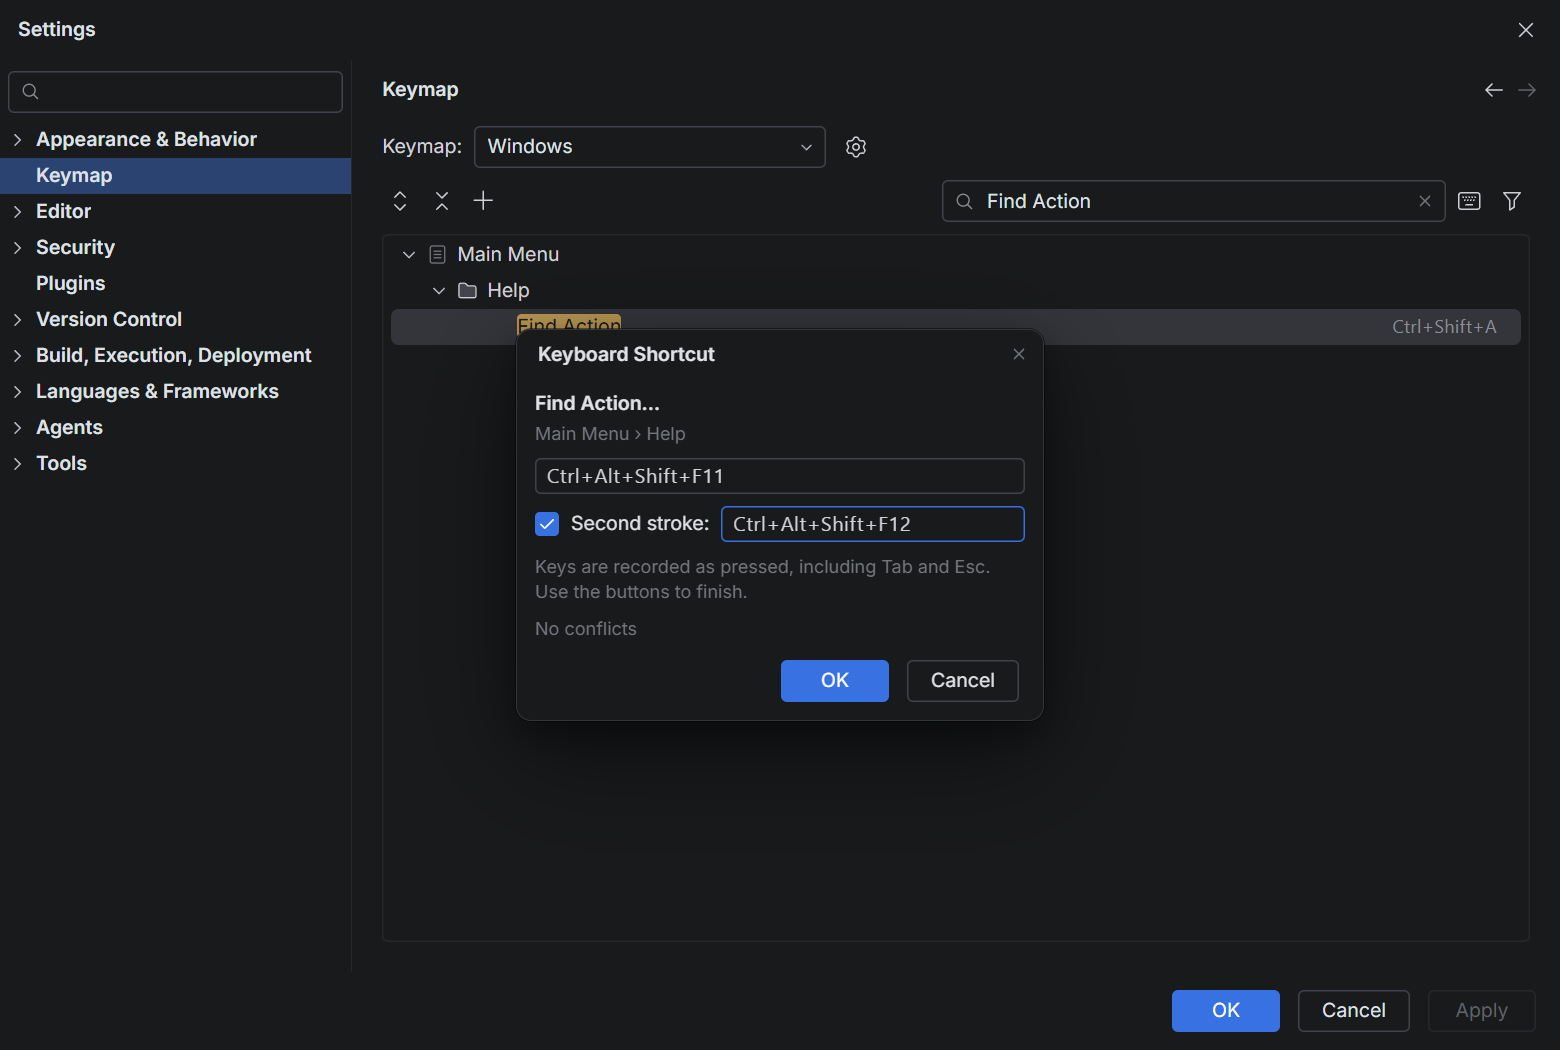 Settings
Appearance & Behavior
Keymap
Editor
Security
Plugins
Version Control
Build, Execution, Deployment
Languages & Frameworks
Agents
Tools
Keymap
Keymap: Windows
Find Action
Main Menu
Help
Find Action Ctrl+Shift+A
Keyboard Shortcut
Find Action...
Main Menu › Help
Ctrl+Alt+Shift+F11
Second stroke: Ctrl+Alt+Shift+F12
Keys are recorded as pressed, including Tab and Esc.
Use the buttons to finish.
No conflicts
OK Cancel
OK Cancel Apply